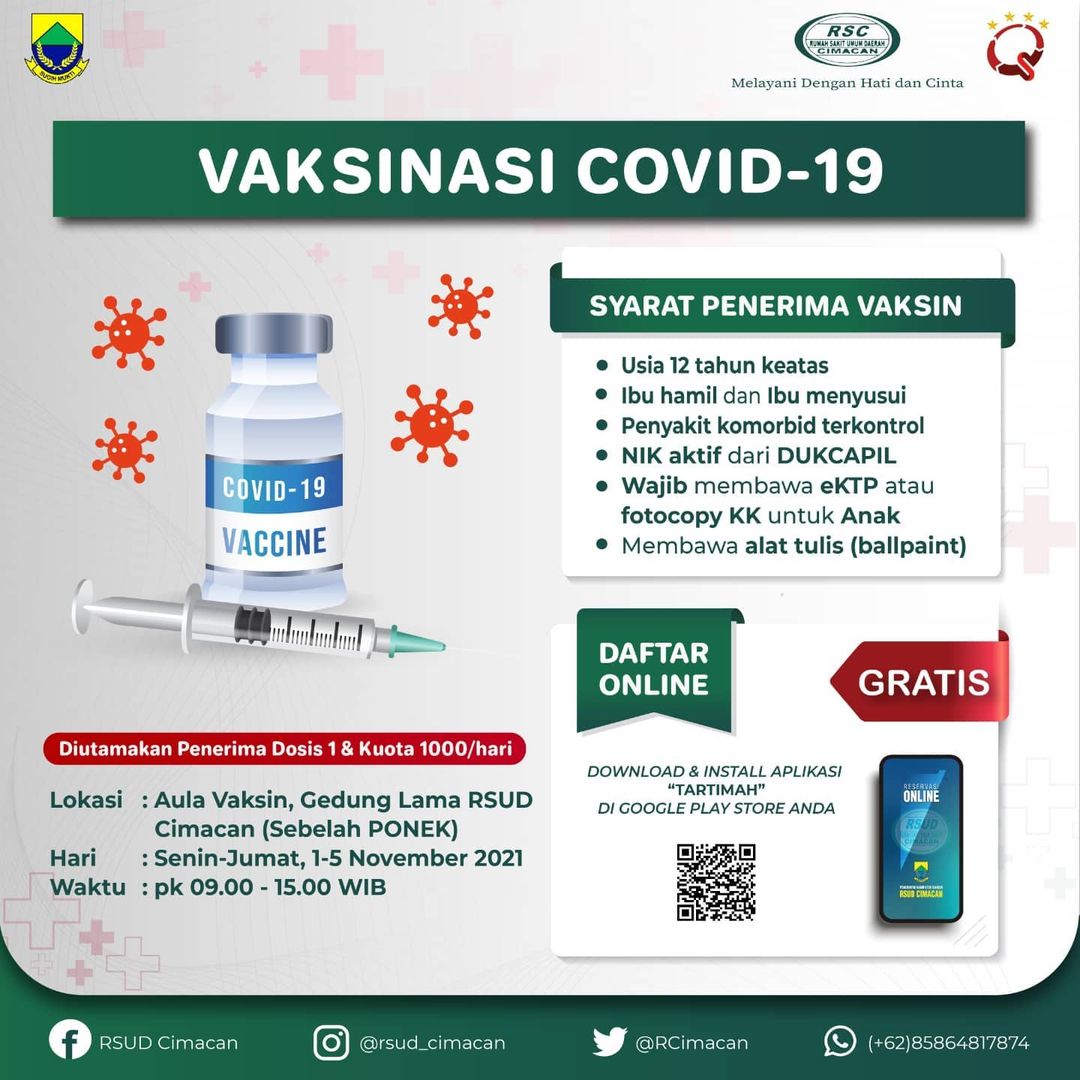 SUGIH MUKTI
RSC
RUMAH SAKIT UMUM DAERAH
CIMACAN
Melayani Dengan Hati dan Cinta
VAKSINASI COVID-19
COVID-19
VACCINE
SYARAT PENERIMA VAKSIN
Usia 12 tahun keatas
Ibu hamil dan Ibu menyusui
Penyakit komorbid terkontrol
NIK aktif dari DUKCAPIL
Wajib membawa eKTP atau
fotocopy KK untuk Anak
Membawa alat tulis (ballpaint)
Diutamakan Penerima Dosis 1 & Kuota 1000/hari
Lokasi : Aula Vaksin, Gedung Lama RSUD
Cimacan (Sebelah PONEK)
Hari : Senin-Jumat, 1-5 November 2021
Waktu : pk 09.00 - 15.00 WIB
DAFTAR
ONLINE
GRATIS
DOWNLOAD & INSTALL APLIKASI
“TARTIMAH”
DI GOOGLE PLAY STORE ANDA
RESERVASI
ONLINE
RSUD
CIMACAN
RSUD CIMACAN
RSUD Cimacan
@rsud_cimacan
@RCimacan
(+62)85864817874